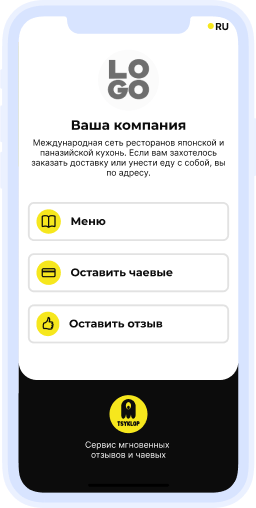 RU
LO
GO
Ваша компания
Международная сеть ресторанов японской и
паназийской кухонь. Если вам захотелось
заказать доставку или унести еду с собой, вы
по адресу.
Меню
Оставить чаевые
Оставить отзыв
TSYKLOP
Сервис мгновенных
отзывов и чаевых